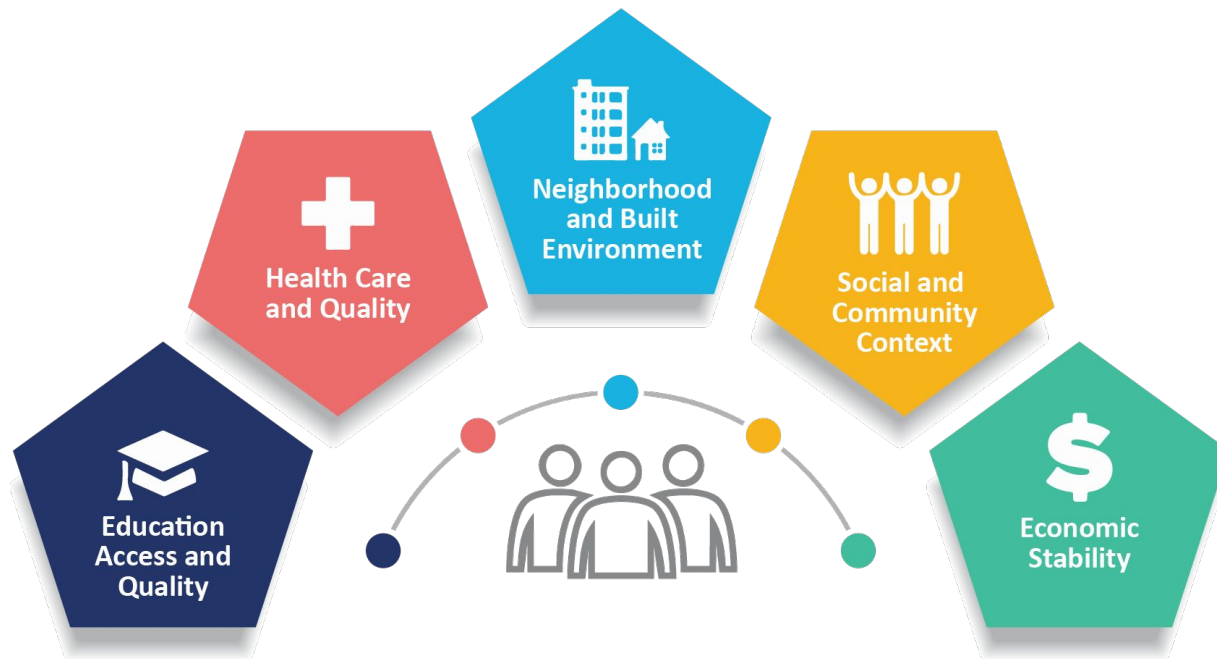 Education
Access and
Quality
Health Care
and Quality
Neighborhood
and Built
Environment
Social and
Community
Context
$
Economic
Stability